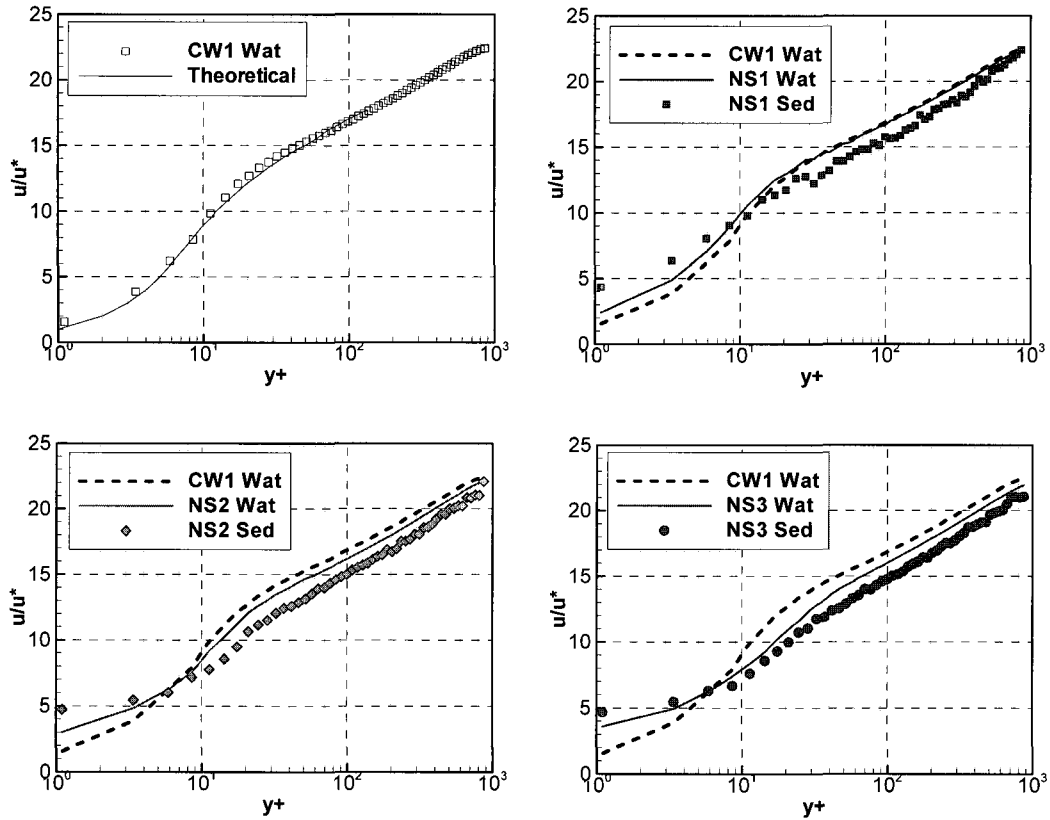 CW1 Wat
Theoretical
25
20
15
10
5
0
u/u*
10⁰
10¹
10²
10³
y+
CW1 Wat
NS1 Wat
NS1 Sed
25
20
15
10
5
0
u/u*
10⁰
10¹
10²
10³
y+
CW1 Wat
NS2 Wat
NS2 Sed
25
20
15
10
5
0
u/u*
10⁰
10¹
10²
10³
y+
CW1 Wat
NS3 Wat
NS3 Sed
25
20
15
10
5
0
u/u*
10⁰
10¹
10²
10³
y+